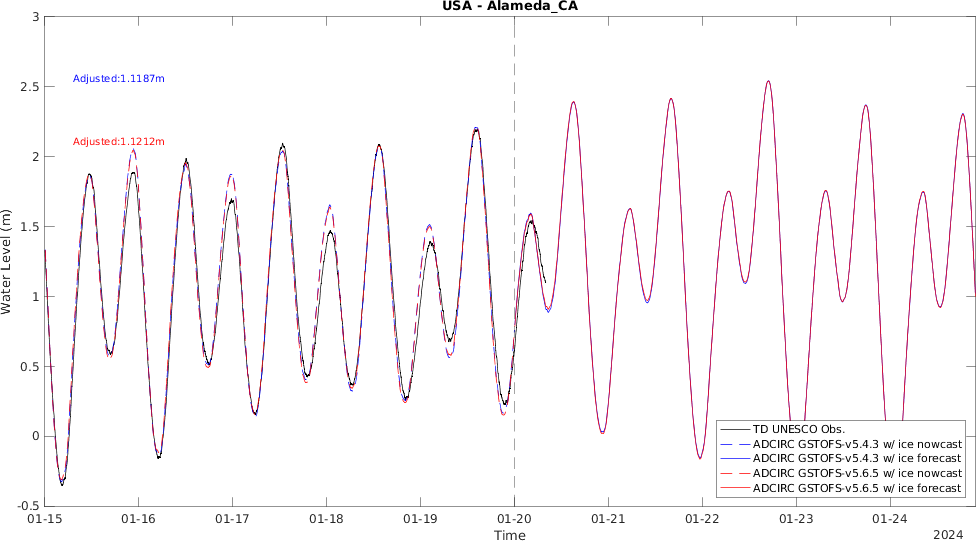 USA - Alameda_CA
3
2.5
2
1.5
1
0.5
0
-0.5
Water Level (m)
Adjusted:1.1187m
Adjusted:1.1212m
TD UNESCO Obs.
ADCIRC GSTOFS-v5.4.3 w/ ice nowcast
ADCIRC GSTOFS-v5.4.3 w/ ice forecast
ADCIRC GSTOFS-v5.6.5 w/ ice nowcast
ADCIRC GSTOFS-v5.6.5 w/ ice forecast
01-15 01-16 01-17 01-18 01-19 01-20 01-21 01-22 01-23 01-24
Time
2024